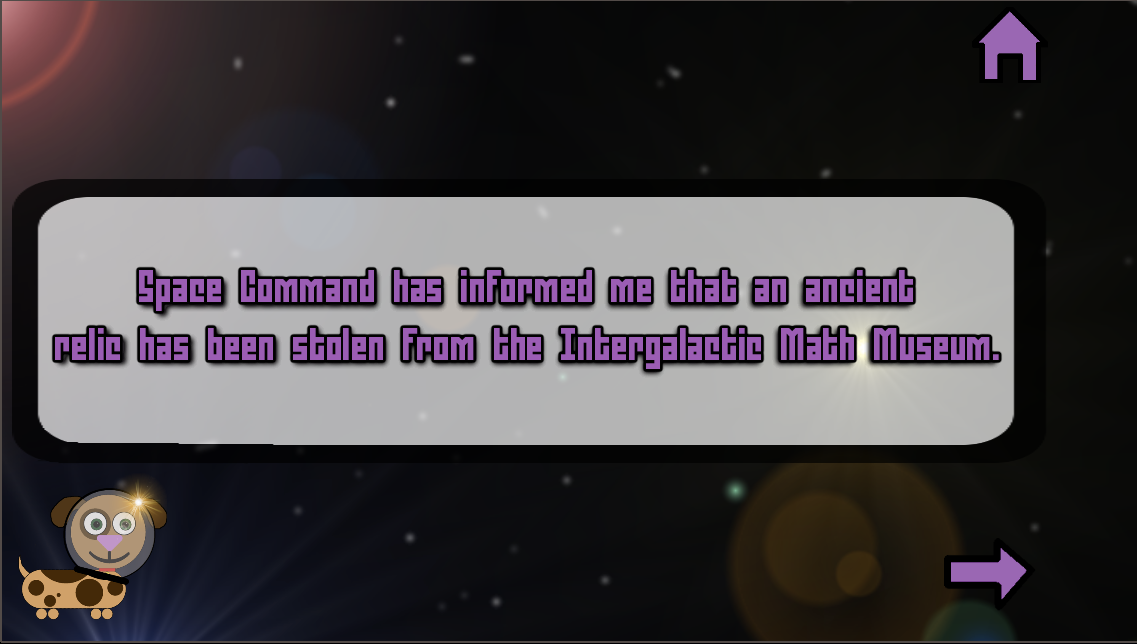 Space Command has informed me that an ancient
relic has been stolen from the Intergalactic Math Museum.